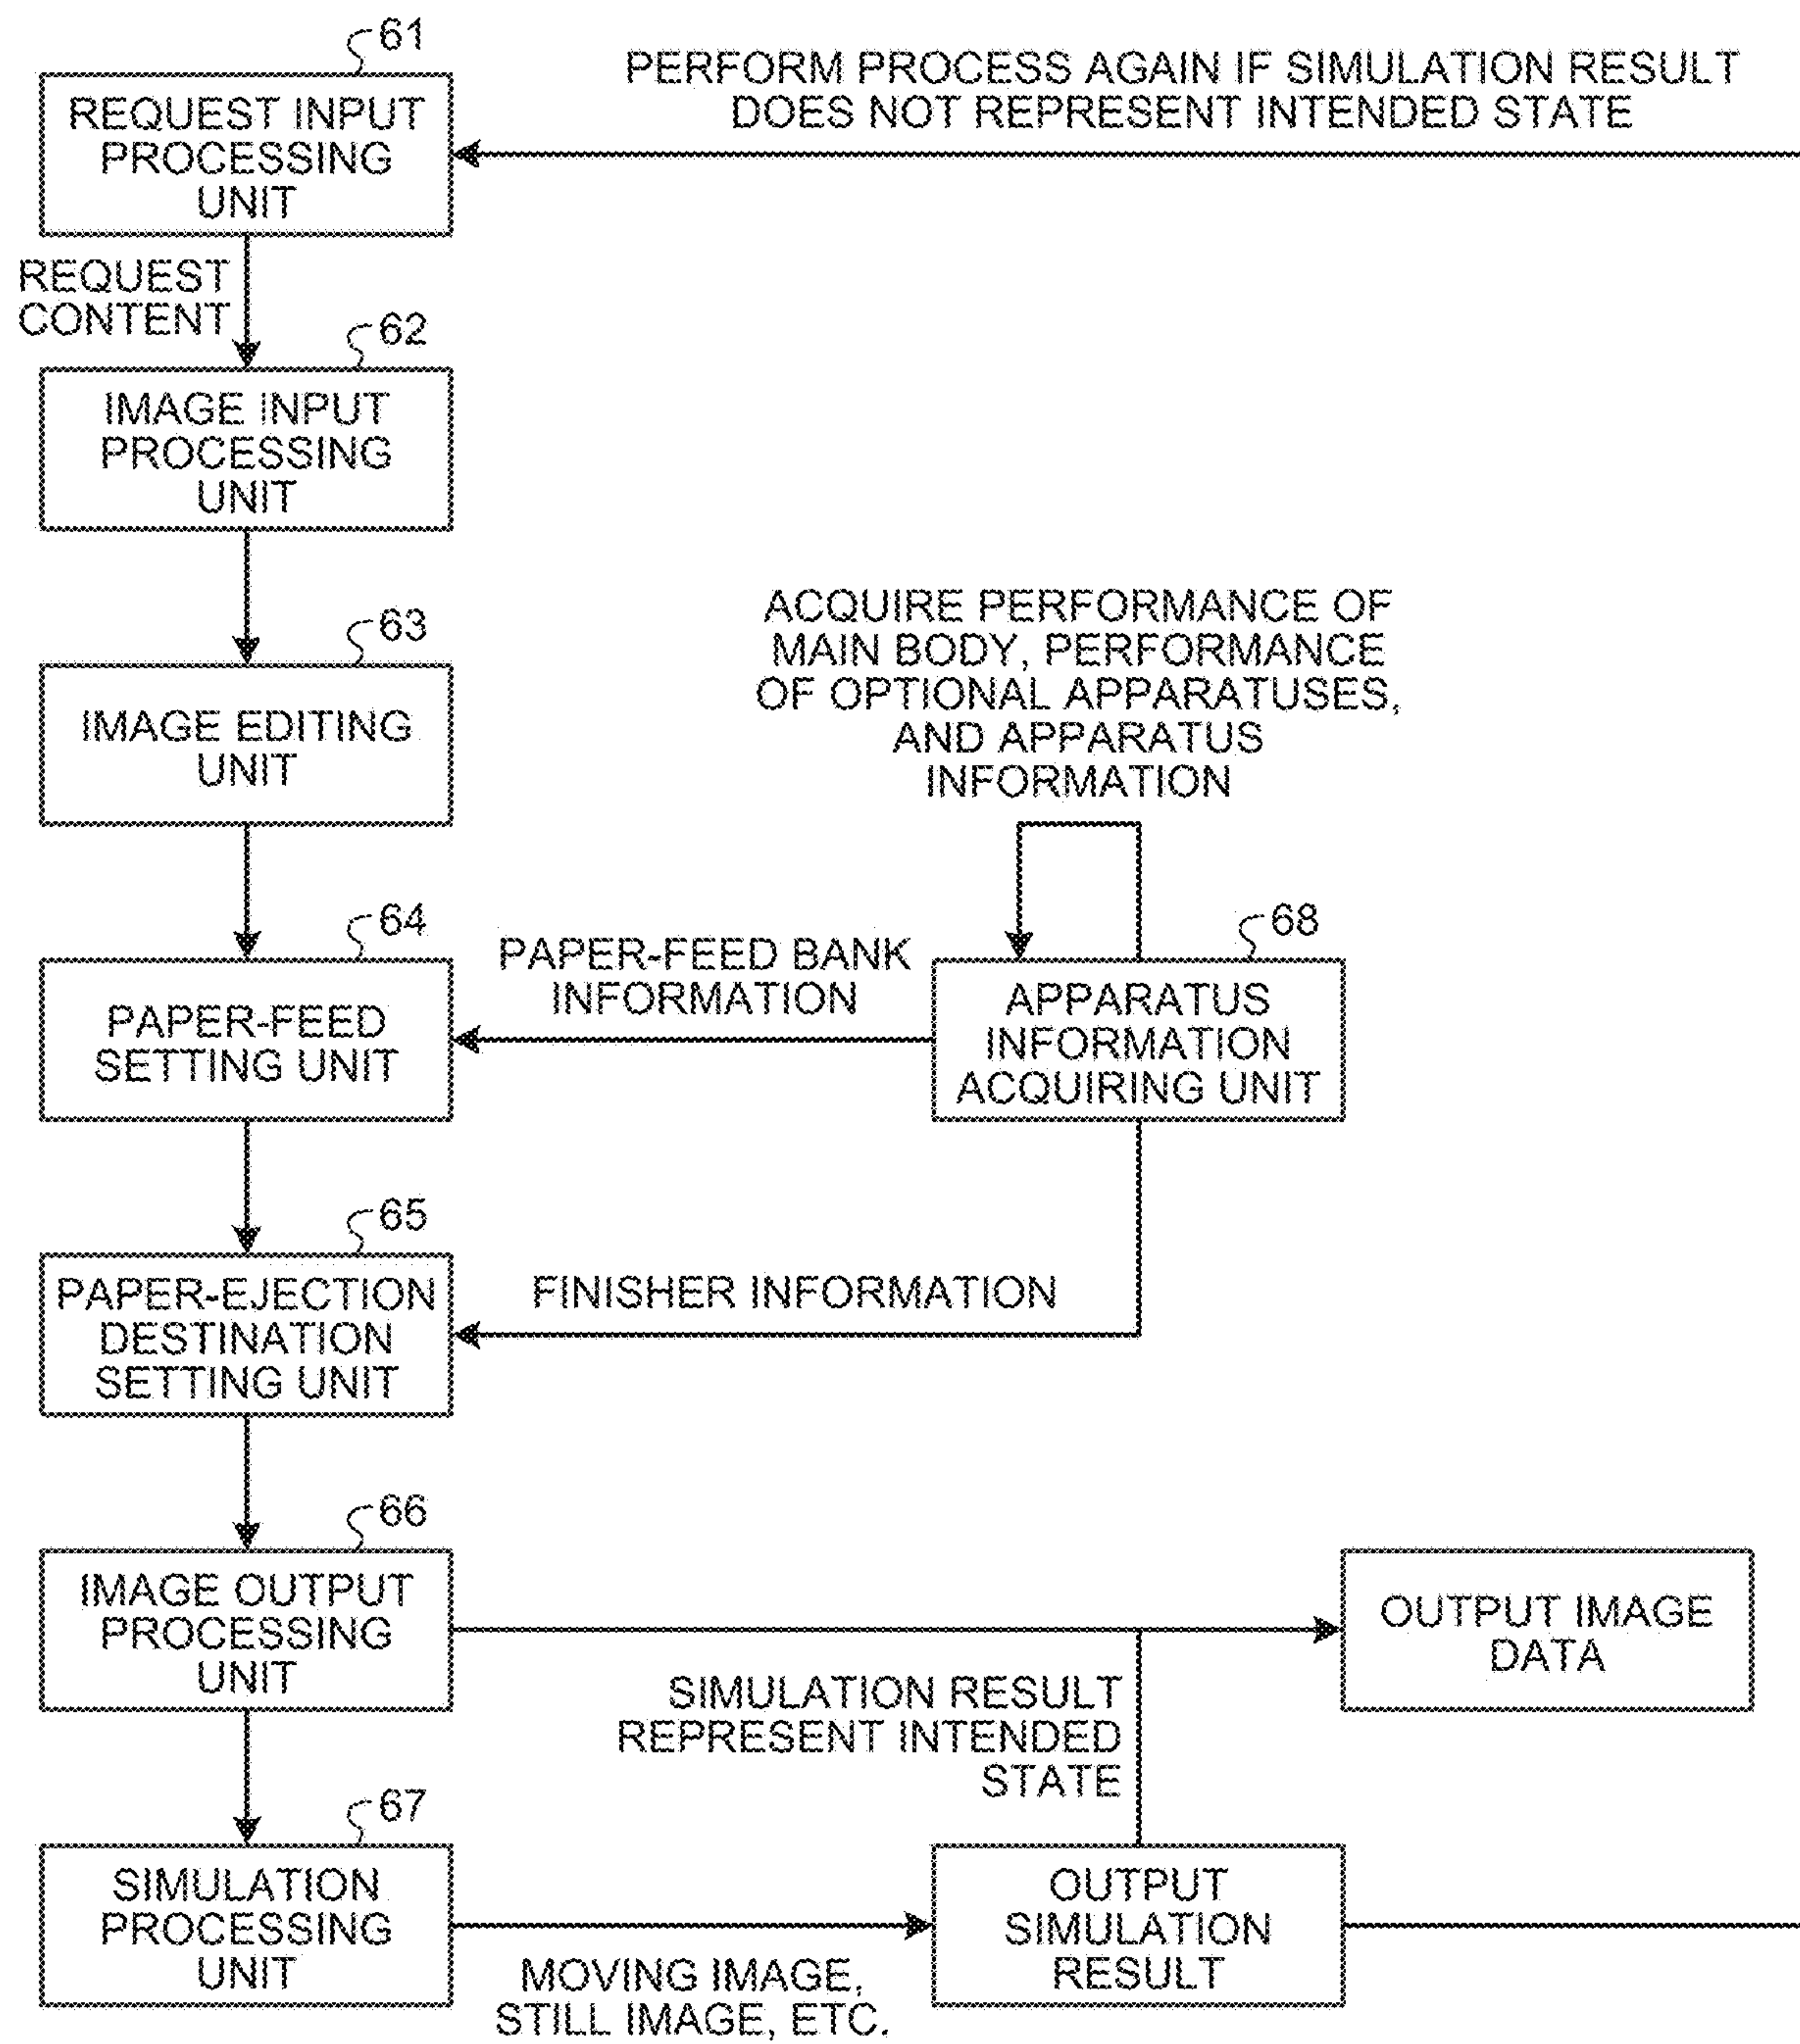 61
PERFORM PROCESS AGAIN IF SIMULATION RESULT
DOES NOT REPRESENT INTENDED STATE
REQUEST INPUT
PROCESSING
UNIT
REQUEST
CONTENT
62
IMAGE INPUT
PROCESSING
UNIT
63
IMAGE EDITING
UNIT
ACQUIRE PERFORMANCE OF
MAIN BODY, PERFORMANCE
OF OPTIONAL APPARATUSES,
AND APPARATUS
INFORMATION
64
PAPER-FEED
SETTING UNIT
PAPER-FEED BANK
INFORMATION
68
APPARATUS
INFORMATION
ACQUIRING UNIT
65
PAPER-EJECTION
DESTINATION
SETTING UNIT
FINISHER INFORMATION
66
IMAGE OUTPUT
PROCESSING
UNIT
OUTPUT IMAGE
DATA
SIMULATION RESULT
REPRESENT INTENDED
STATE
67
SIMULATION
PROCESSING
UNIT
MOVING IMAGE,
STILL IMAGE, ETC.
OUTPUT
SIMULATION
RESULT